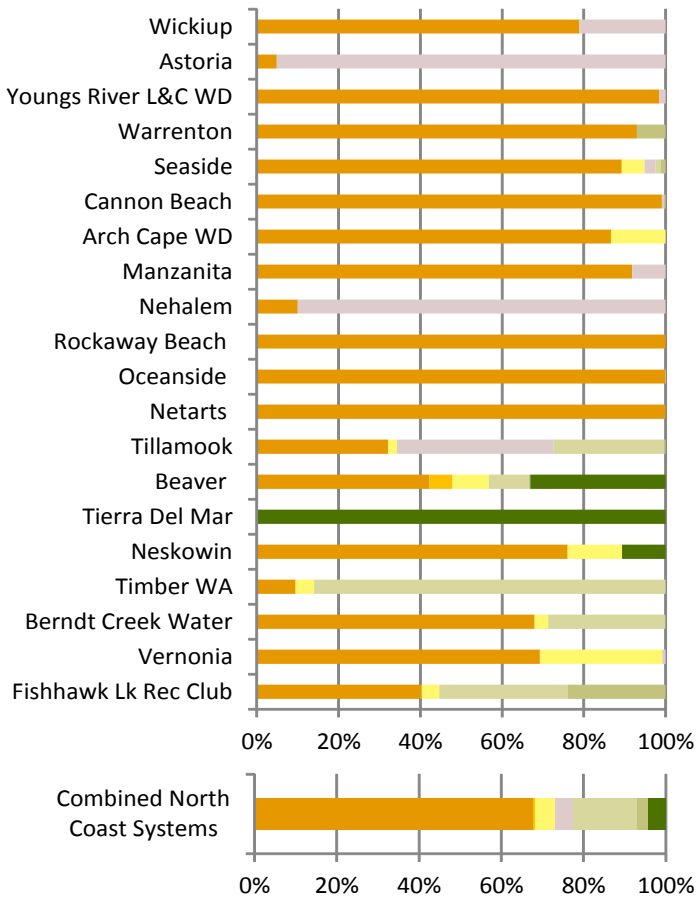 Wickiup
Astoria
Youngs River L&C WD
Warrenton
Seaside
Cannon Beach
Arch Cape WD
Manzanita
Nehalem
Rockaway Beach
Oceanside
Netarts
Tillamook
Beaver
Tierra Del Mar
Neskowin
Timber WA
Berndt Creek Water
Vernonia
Fishhawk Lk Rec Club
0% 20% 40% 60% 80% 100%
Combined North
Coast Systems
0% 20% 40% 60% 80% 100%